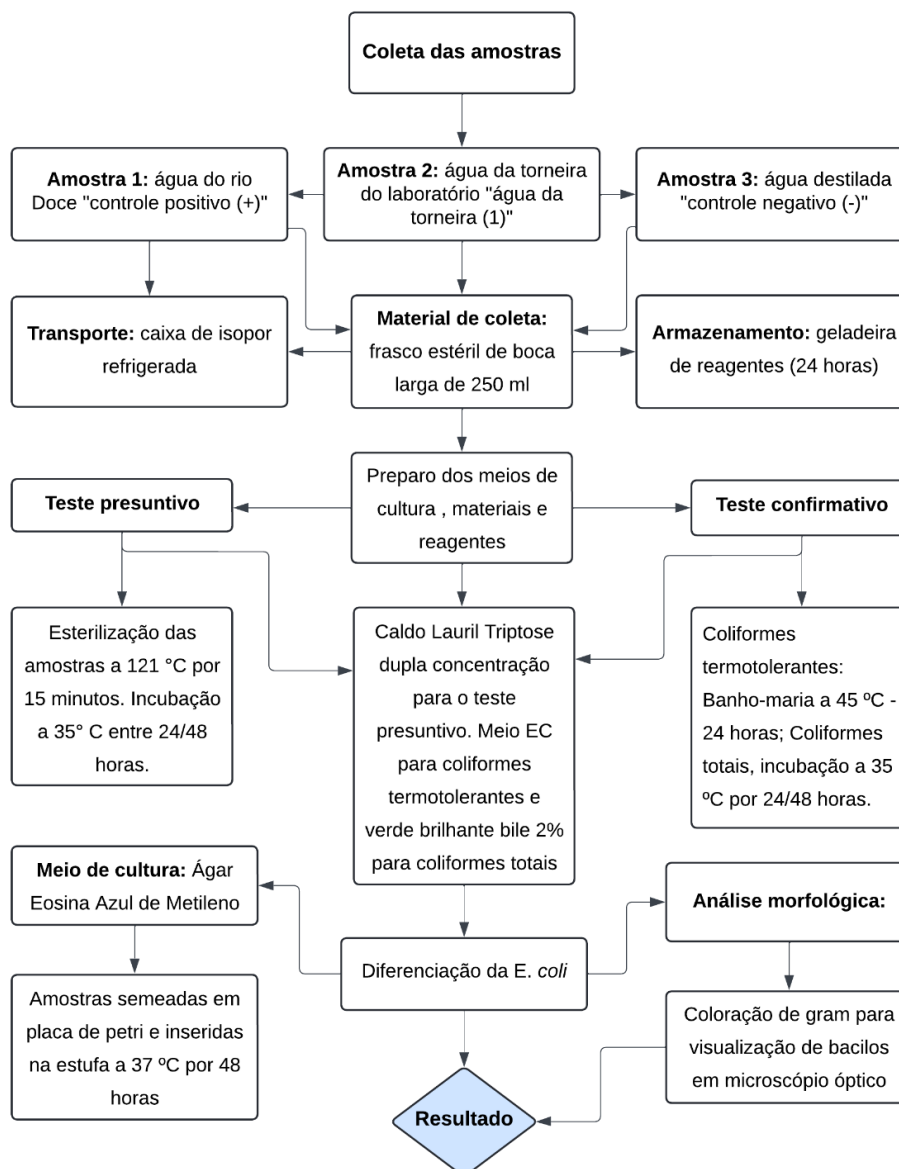 Coleta das amostras
Amostra 1: água do rio
Doce "controle positivo (+)"
Amostra 2: água da torneira
do laboratório "água da
torneira (1)"
Amostra 3: água destilada
"controle negativo (-)"
Transporte: caixa de isopor
refrigerada
Material de coleta:
frasco estéril de boca
larga de 250 ml
Armazenamento: geladeira
de reagentes (24 horas)
Teste presuntivo
Preparo dos meios de
cultura , materiais e
reagentes
Teste confirmativo
Esterilização das
amostras a 121 °C por
15 minutos. Incubação
a 35° C entre 24/48
horas.
Caldo Lauril Triptose
dupla concentração
para o teste
presuntivo. Meio EC
para coliformes
termotolerantes e
verde brilhante bile 2%
para coliformes totais
Coliformes
termotolerantes:
Banho-maria a 45 ºC -
24 horas; Coliformes
totais, incubação a 35
ºC por 24/48 horas.
Meio de cultura: Ágar
Eosina Azul de Metileno
Diferenciação da E. coli
Análise morfológica:
Amostras semeadas em
placa de petri e inseridas
na estufa a 37 ºC por 48
horas
Coloração de gram para
visualização de bacilos
em microscópio óptico
Resultado